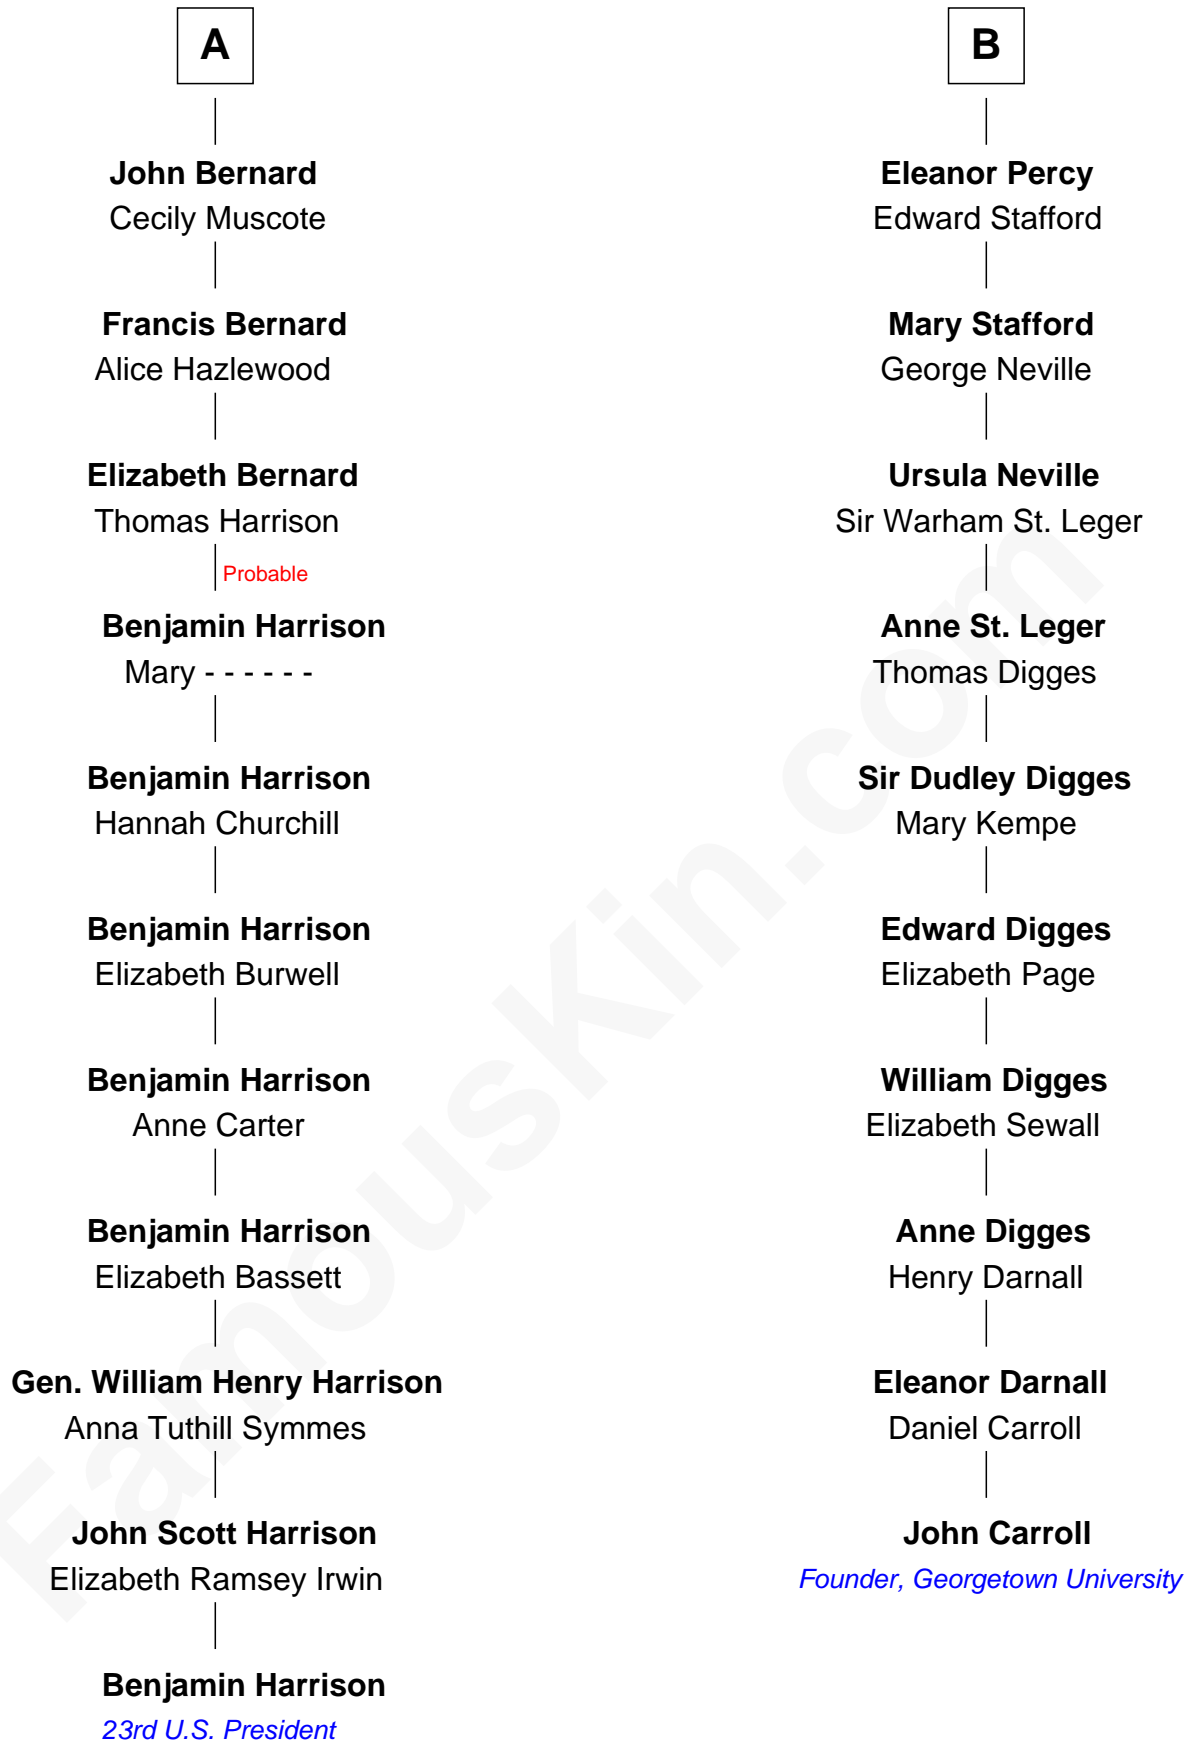 A
John Bernard
Cecily Muscote
Francis Bernard
Alice Hazlewood
Elizabeth Bernard
Thomas Harrison
Probable
Benjamin Harrison
Mary - - - - - -
Benjamin Harrison
Hannah Churchill
Benjamin Harrison
Elizabeth Burwell
Benjamin Harrison
Anne Carter
Benjamin Harrison
Elizabeth Bassett
Gen. William Henry Harrison
Anna Tuthill Symmes
John Scott Harrison
Elizabeth Ramsey Irwin
Benjamin Harrison
23rd U.S. President
B
Eleanor Percy
Edward Stafford
Mary Stafford
George Neville
Ursula Neville
Sir Warham St. Leger
Anne St. Leger
Thomas Digges
Sir Dudley Digges
Mary Kempe
Edward Digges
Elizabeth Page
William Digges
Elizabeth Sewall
Anne Digges
Henry Darnall
Eleanor Darnall
Daniel Carroll
John Carroll
Founder, Georgetown University
FamousKin.com